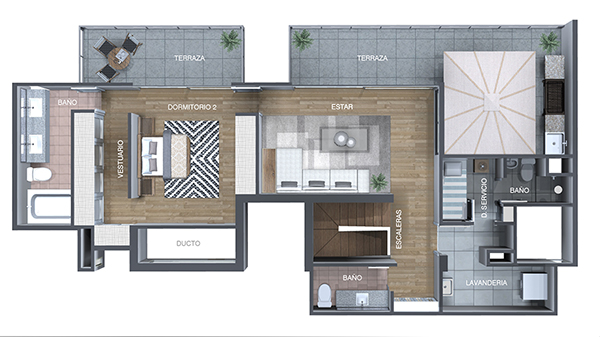 TERRAZA
TERRAZA
BAÑO
DORMITORIO 2
ESTAR
VESTUARIO
D. SERVICIO
BAÑO
ESCALERAS
DUCTO
BAÑO
LAVANDERIA